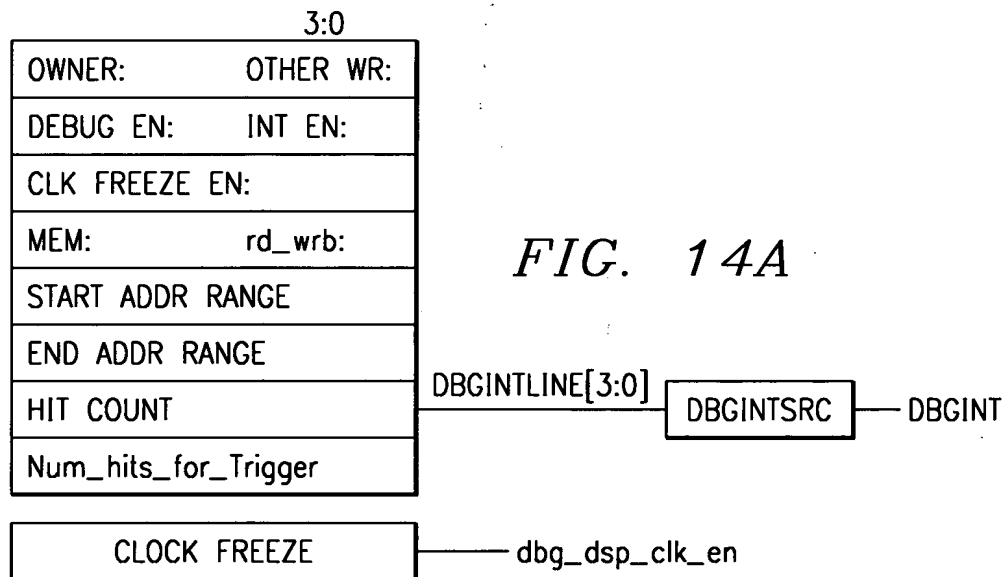 3:0
OWNER: OTHER WR:
DEBUG EN: INT EN:
CLK FREEZE EN:
MEM: rd_wrb:
FIG. 14A
START ADDR RANGE
END ADDR RANGE
HIT COUNT
DBGINTLINE[3:0]
DBGINTSRC
DBGINT
Num_hits_for_Trigger
CLOCK FREEZE
dbg_dsp_clk_en